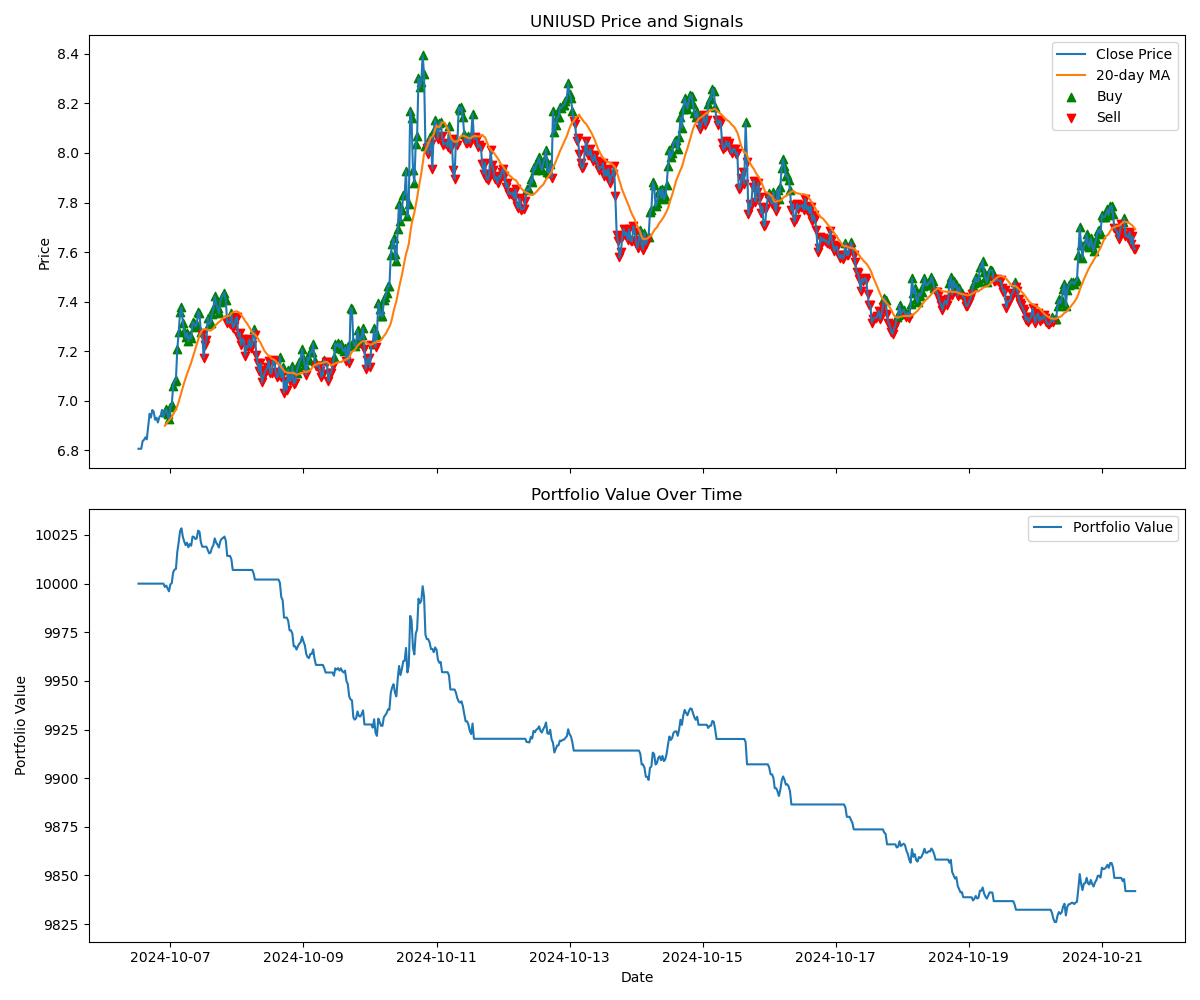 UNIUSD Price and Signals
Price
8.4
8.2
8.0
7.8
7.6
7.4
7.2
7.0
6.8
Close Price
20-day MA
Buy
Sell
Portfolio Value Over Time
Portfolio Value
10025
10000
9975
9950
9925
9900
9875
9850
9825
Portfolio Value
2024-10-07 2024-10-09 2024-10-11 2024-10-13 2024-10-15 2024-10-17 2024-10-19 2024-10-21
Date